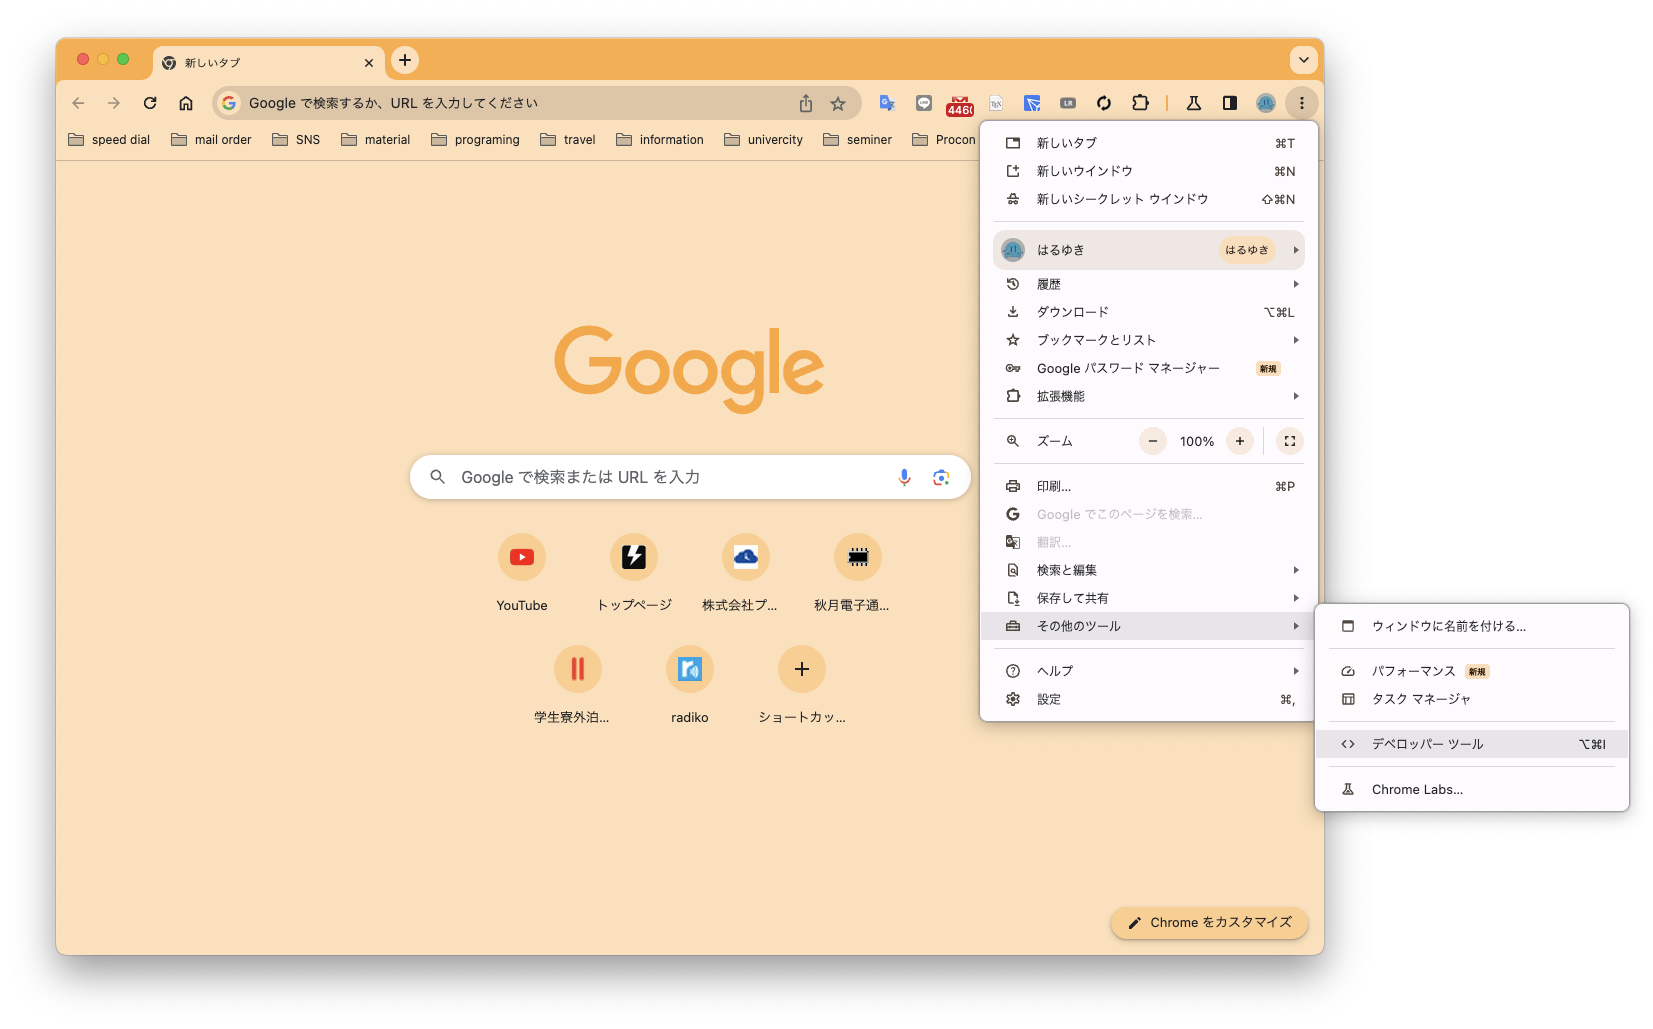 新しいタブ
Google で検索するか、URL を入力してください
446
LR
speed dial
mail order
SNS
material
programing
travel
information
univercity
seminer
Procon
Google
Google で検索または URL を入力
YouTube
トップページ
株式会社プ...
秋月電子通...
学生寮外泊...
radiko
ショートカッ...
Chrome をカスタマイズ
新しいタブ ⌘T
新しいウインドウ ⌘N
新しいシークレット ウインドウ ⇧⌘N
はるゆき はるゆき
履歴
ダウンロード ⌥⌘L
ブックマークとリスト
Google パスワード マネージャー 新規
拡張機能
ズーム − 100% +
印刷... ⌘P
Google でこのページを検索...
翻訳...
検索と編集
保存して共有
その他のツール
ヘルプ
設定 ⌘,
ウィンドウに名前を付ける...
パフォーマンス 新規
タスク マネージャ
デベロッパー ツール ⌥⌘I
Chrome Labs...